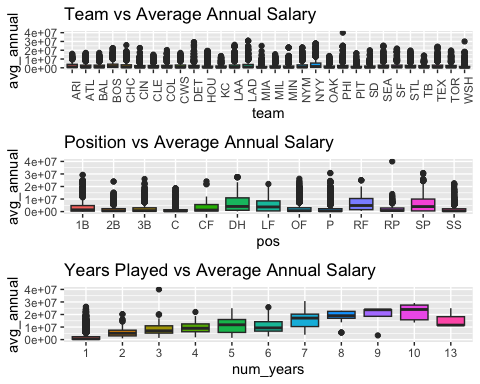 Team vs Average Annual Salary
avg_annual
4e+07
3e+07
2e+07
1e+07
0e+00
ARI ATL BAL BOS CHC CIN CLE COL CWS DET HOU KC LAA LAD MIA MIL MIN NYM NYY OAK PHI PIT SD SEA SF STL TB TEX TOR WSH
team
Position vs Average Annual Salary
avg_annual
4e+07
3e+07
2e+07
1e+07
0e+00
1B 2B 3B C CF DH LF OF P RF RP SP SS
pos
Years Played vs Average Annual Salary
avg_annual
4e+07
3e+07
2e+07
1e+07
0e+00
1 2 3 4 5 6 7 8 9 10 13
num_years